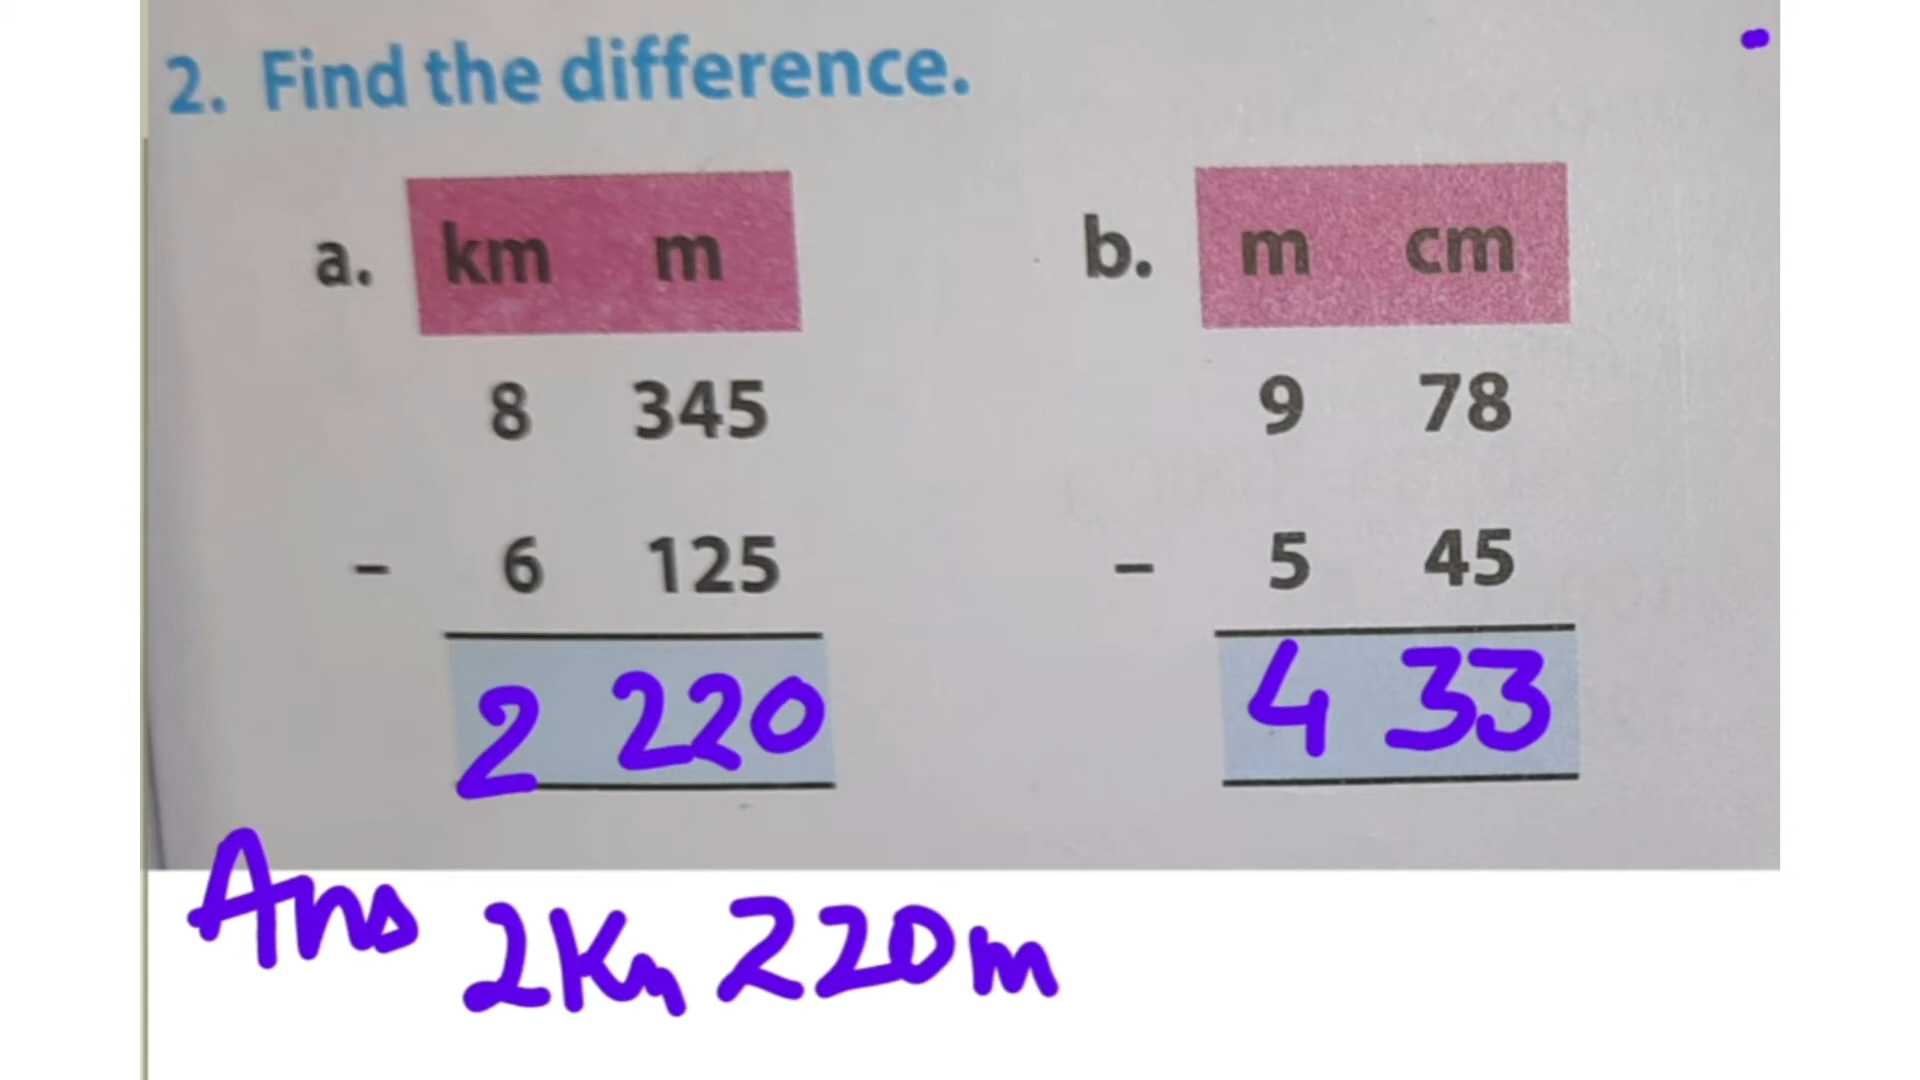 2. Find the difference.
a. km m
8 345
- 6 125
2 220
b. m cm
9 78
- 5 45
4 33
Ans 2Km 220m